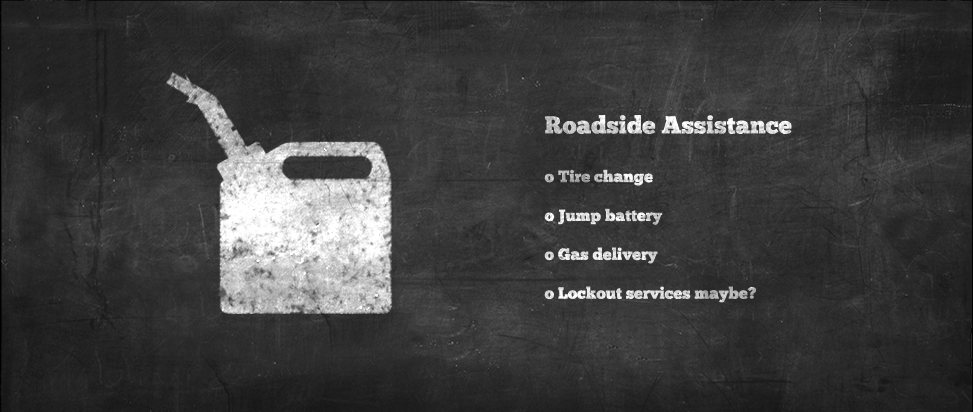 Roadside Assistance
o Tire change
o Jump battery
o Gas delivery
o Lockout services maybe?